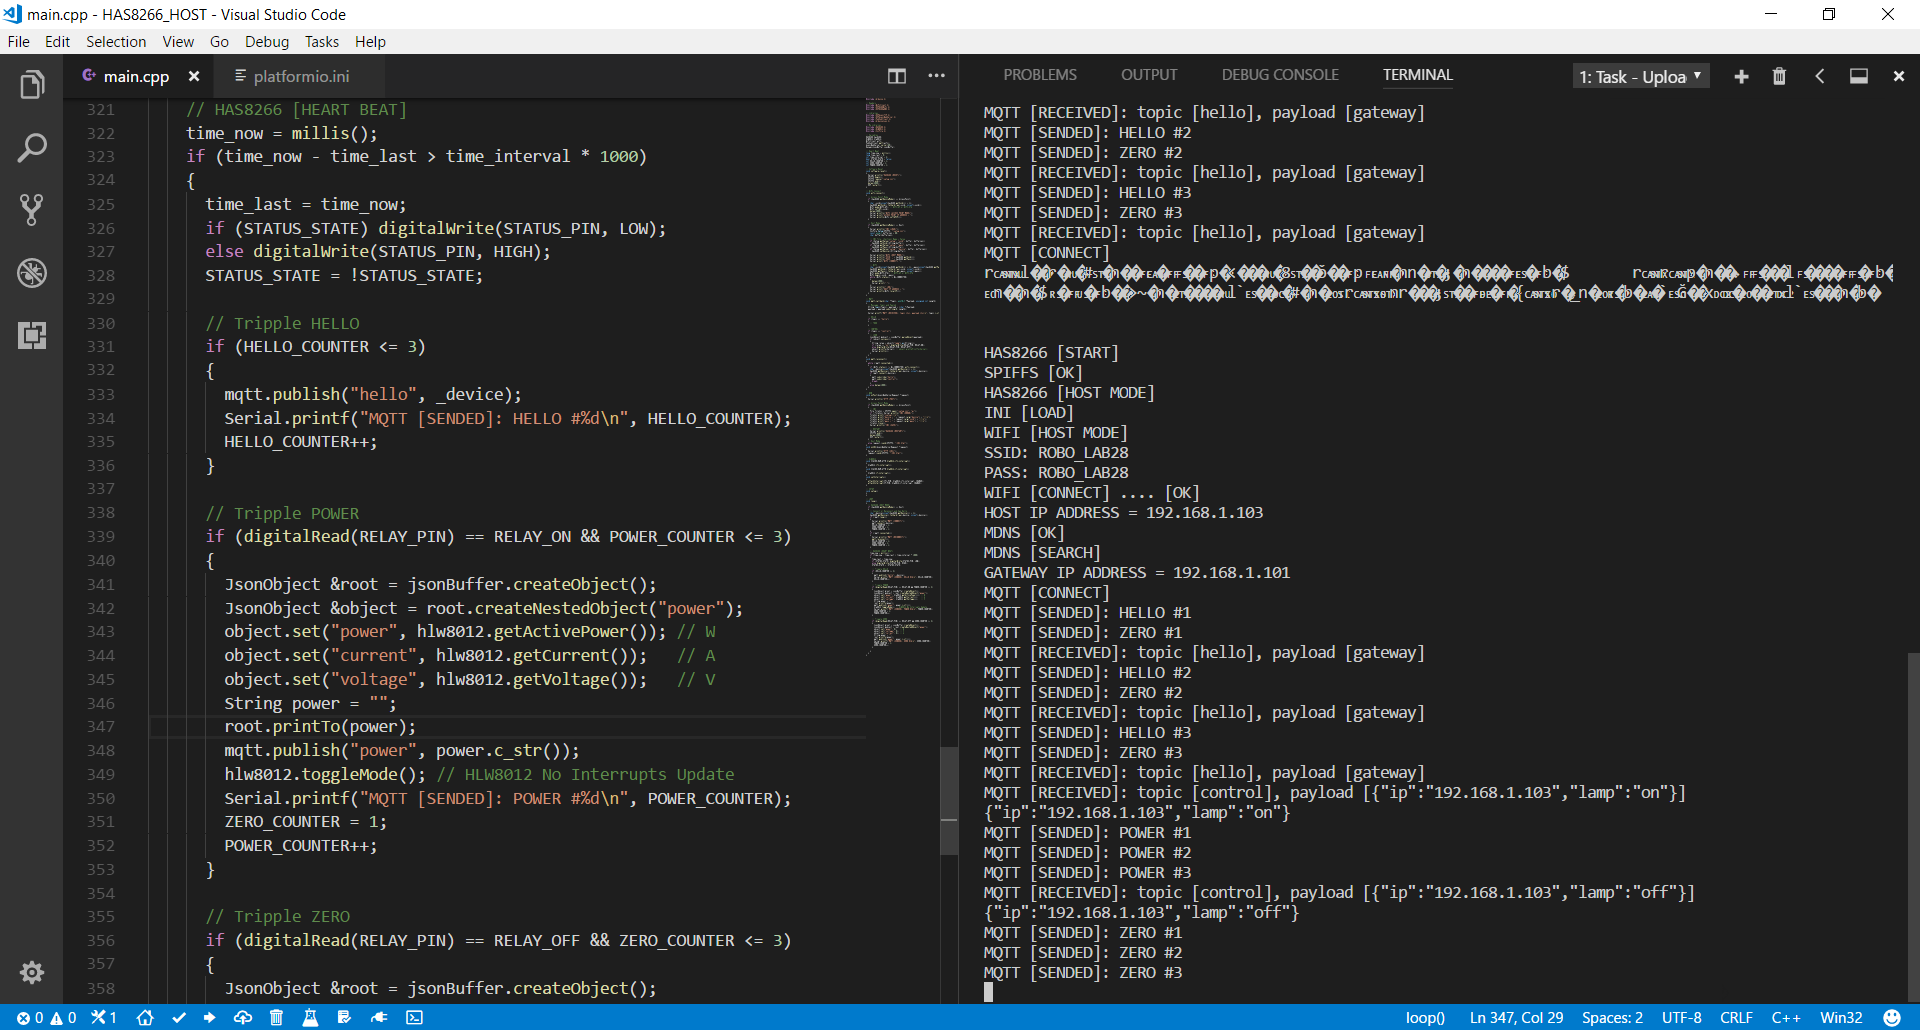 main.cpp - HAS8266_HOST - Visual Studio Code
File Edit Selection View Go Debug Tasks Help
main.cpp
platformio.ini
321 // HAS8266 [HEART BEAT]
322 time_now = millis();
323 if (time_now - time_last > time_interval * 1000)
324 {
325 time_last = time_now;
326 if (STATUS_STATE) digitalWrite(STATUS_PIN, LOW);
327 else digitalWrite(STATUS_PIN, HIGH);
328 STATUS_STATE = !STATUS_STATE;
329
330 // Tripple HELLO
331 if (HELLO_COUNTER <= 3)
332 {
333 mqtt.publish("hello", _device);
334 Serial.printf("MQTT [SENDED]: HELLO #%d\n", HELLO_COUNTER);
335 HELLO_COUNTER++;
336 }
337
338 // Tripple POWER
339 if (digitalRead(RELAY_PIN) == RELAY_ON && POWER_COUNTER <= 3)
340 {
341 JsonObject &root = jsonBuffer.createObject();
342 JsonObject &object = root.createNestedObject("power");
343 object.set("power", hlw8012.getActivePower()); // W
344 object.set("current", hlw8012.getCurrent()); // A
345 object.set("voltage", hlw8012.getVoltage()); // V
346 String power = "";
347 root.printTo(power);
348 mqtt.publish("power", power.c_str());
349 hlw8012.toggleMode(); // HLW8012 No Interrupts Update
350 Serial.printf("MQTT [SENDED]: POWER #%d\n", POWER_COUNTER);
351 ZERO_COUNTER = 1;
352 POWER_COUNTER++;
353 }
354
355 // Tripple ZERO
356 if (digitalRead(RELAY_PIN) == RELAY_OFF && ZERO_COUNTER <= 3)
357 {
358 JsonObject &root = jsonBuffer.createObject();
PROBLEMS OUTPUT DEBUG CONSOLE TERMINAL
1: Task - Uploa
MQTT [RECEIVED]: topic [hello], payload [gateway]
MQTT [SENDED]: HELLO #2
MQTT [SENDED]: ZERO #2
MQTT [RECEIVED]: topic [hello], payload [gateway]
MQTT [SENDED]: HELLO #3
MQTT [SENDED]: ZERO #3
MQTT [RECEIVED]: topic [hello], payload [gateway]
MQTT [CONNECT]
HAS8266 [START]
SPIFFS [OK]
HAS8266 [HOST MODE]
INI [LOAD]
WIFI [HOST MODE]
SSID: ROBO_LAB28
PASS: ROBO_LAB28
WIFI [CONNECT] .... [OK]
HOST IP ADDRESS = 192.168.1.103
MDNS [OK]
MDNS [SEARCH]
GATEWAY IP ADDRESS = 192.168.1.101
MQTT [CONNECT]
MQTT [SENDED]: HELLO #1
MQTT [SENDED]: ZERO #1
MQTT [RECEIVED]: topic [hello], payload [gateway]
MQTT [SENDED]: HELLO #2
MQTT [SENDED]: ZERO #2
MQTT [RECEIVED]: topic [hello], payload [gateway]
MQTT [SENDED]: HELLO #3
MQTT [SENDED]: ZERO #3
MQTT [RECEIVED]: topic [hello], payload [gateway]
MQTT [RECEIVED]: topic [control], payload [{"ip":"192.168.1.103","lamp":"on"}]
{"ip":"192.168.1.103","lamp":"on"}
MQTT [SENDED]: POWER #1
MQTT [SENDED]: POWER #2
MQTT [SENDED]: POWER #3
MQTT [RECEIVED]: topic [control], payload [{"ip":"192.168.1.103","lamp":"off"}]
{"ip":"192.168.1.103","lamp":"off"}
MQTT [SENDED]: ZERO #1
MQTT [SENDED]: ZERO #2
MQTT [SENDED]: ZERO #3
0 0 1 loop() Ln 347, Col 29 Spaces: 2 UTF-8 CRLF C++ Win32